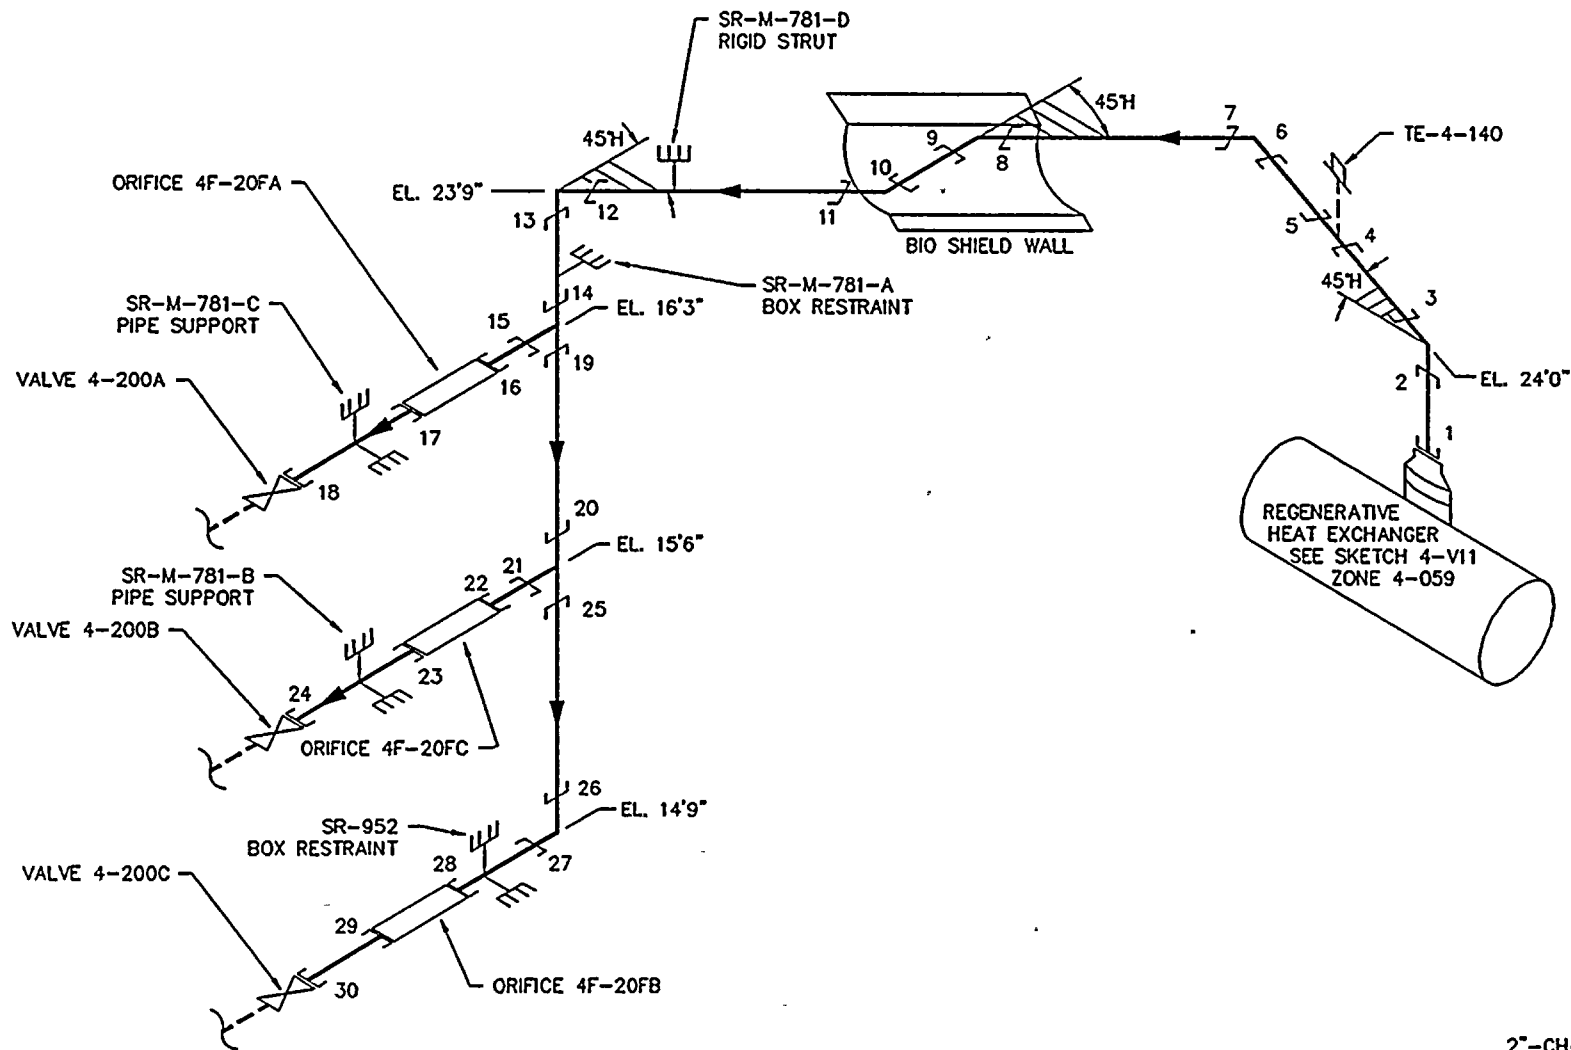 SR-M-781-D
RIGID STRUT
45°H
7
6
TE-4-140
ORIFICE 4F-20FA
45°H
EL. 23'9"
9
8
10
11
12
13
5
4
BIO SHIELD WALL
45°H
3
SR-M-781-A
BOX RESTRAINT
SR-M-781-C
PIPE SUPPORT
14
15
EL. 16'3"
19
16
2
EL. 24'0"
VALVE 4-200A
17
1
18
20
REGENERATIVE
HEAT EXCHANGER
SEE SKETCH 4-V11
ZONE 4-059
EL. 15'6"
SR-M-781-B
PIPE SUPPORT
21
22
25
VALVE 4-200B
23
24
ORIFICE 4F-20FC
26
EL. 14'9"
SR-952
BOX RESTRAINT
28
27
VALVE 4-200C
29
30
ORIFICE 4F-20FB
2"-CH